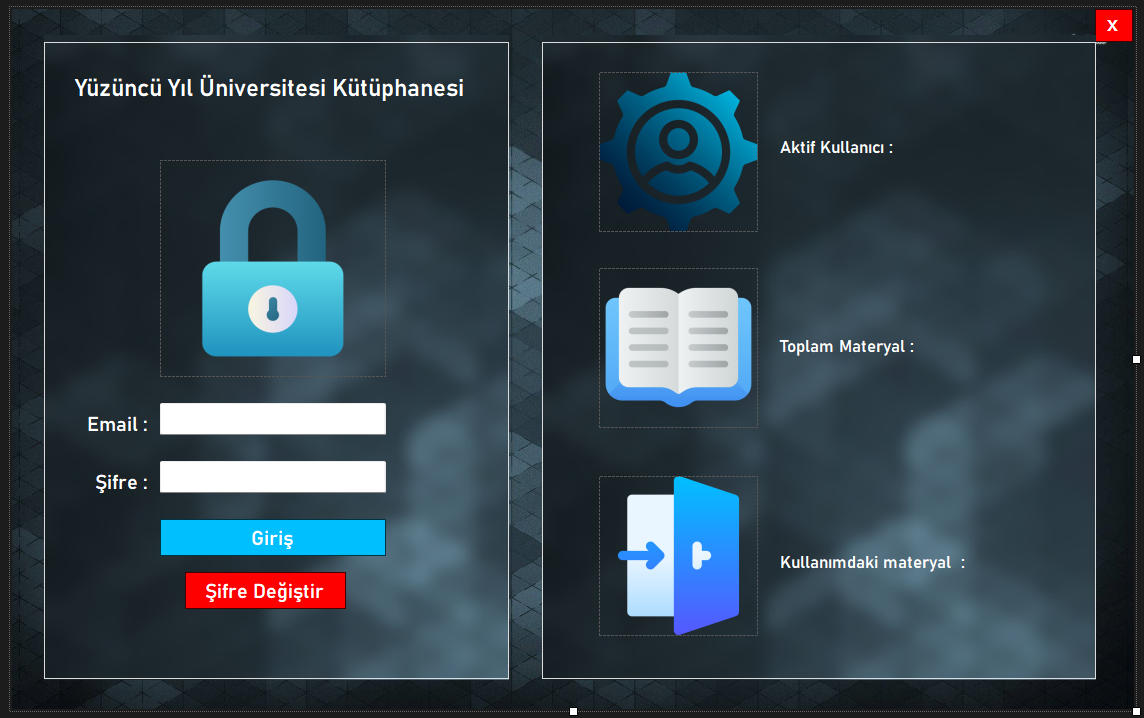 X
Yüzüncü Yıl Üniversitesi Kütüphanesi
Email :
Şifre :
Giriş
Şifre Değiştir
Aktif Kullanıcı :
Toplam Materyal :
Kullanımdaki materyal :